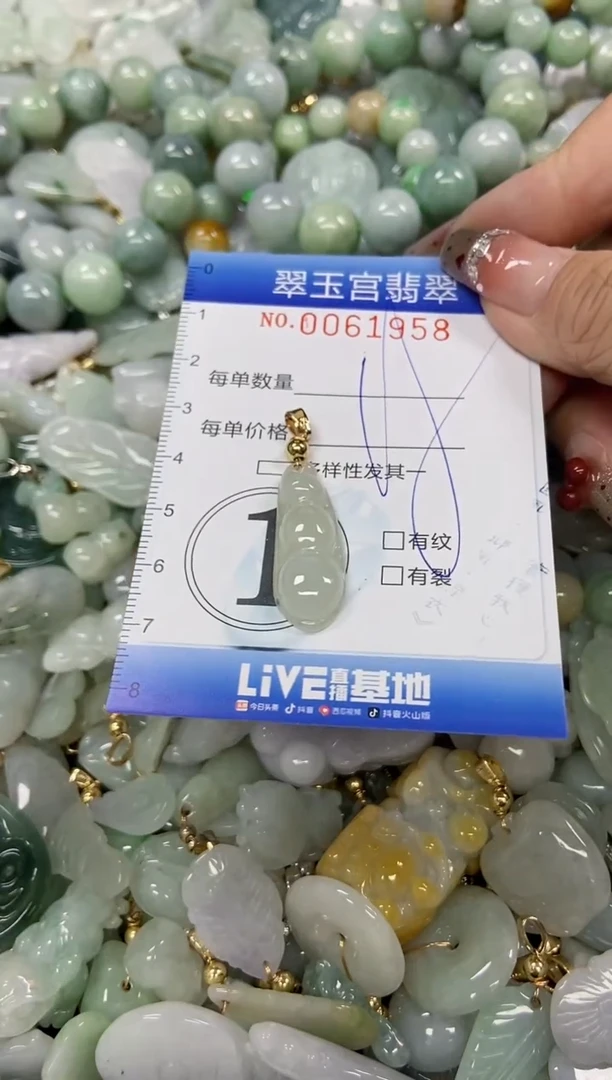 翠玉宫翡翠
NO.0061958
每单数量
每单价格
多样性发其一
1
有纹
有裂
0
1
2
3
4
5
6
7
8
LiVE直播基地
今日头条 抖音 西瓜视频 抖音火山版